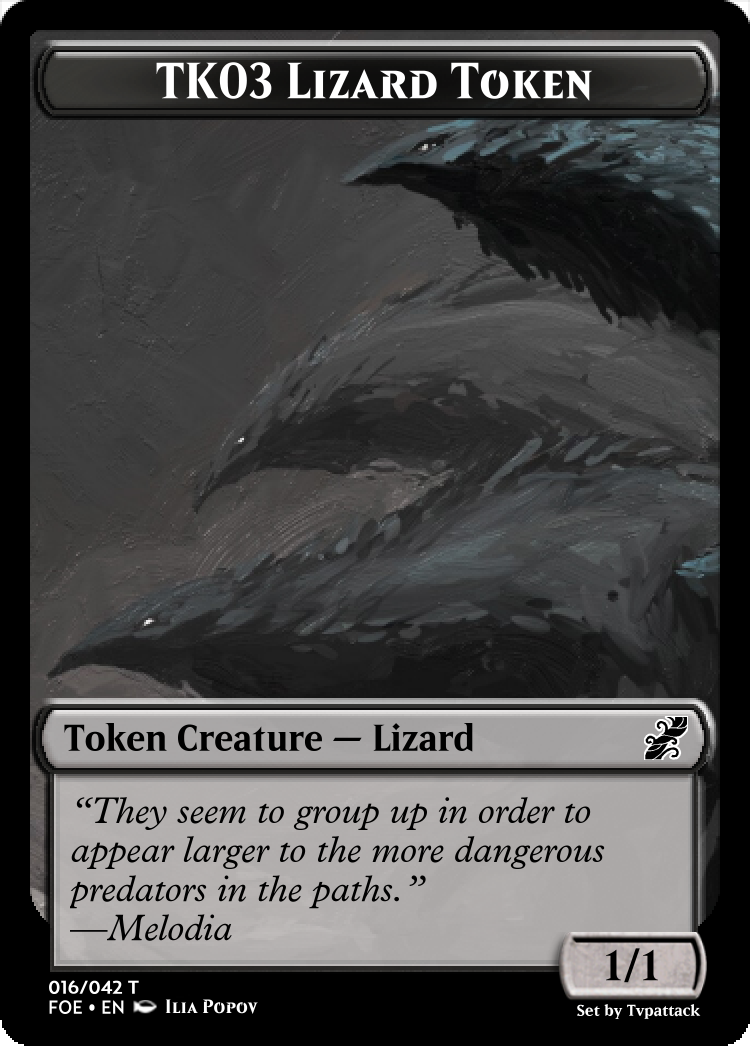 TK03 Lizard Token
Token Creature — Lizard
“They seem to group up in order to
appear larger to the more dangerous
predators in the paths.”
—Melodia
1/1
016/042 T
FOE • EN Ilia Popov
Set by Tvpattack